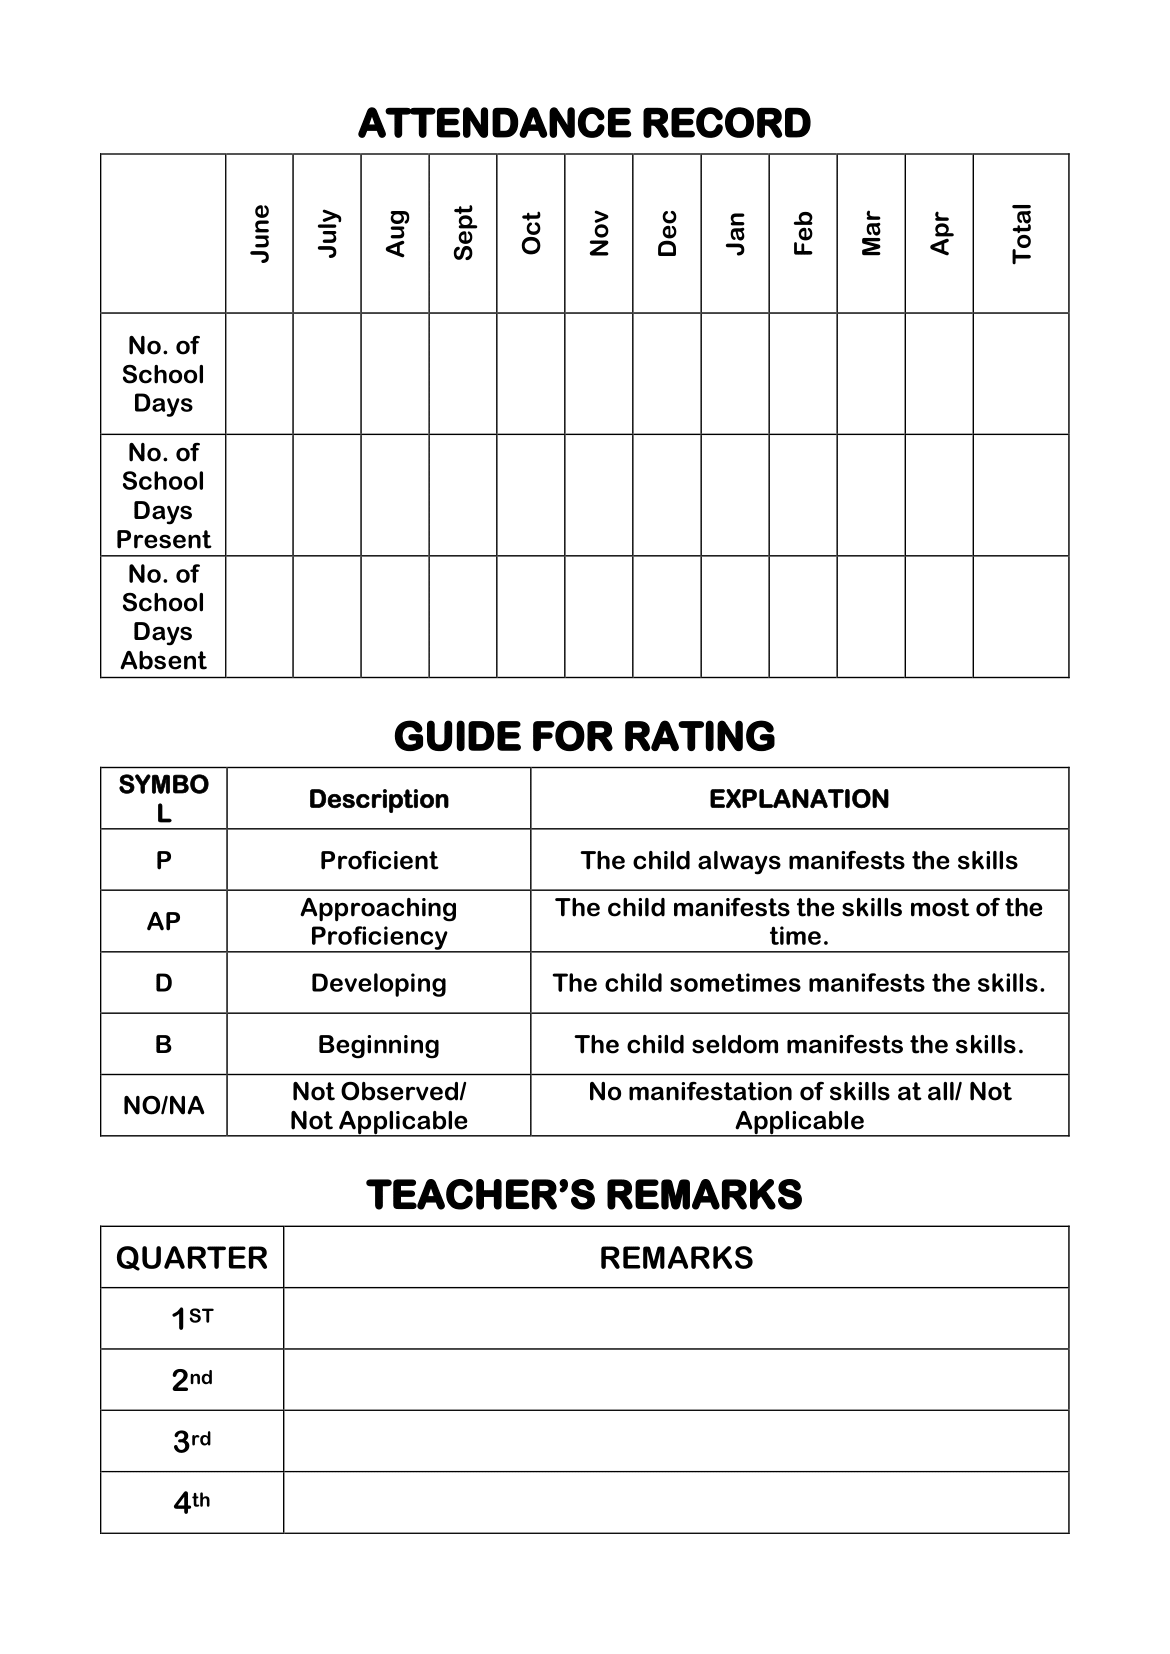 ATTENDANCE RECORD
June July Aug Sept Oct Nov Dec Jan Feb Mar Apr Total
No. of
School
Days
No. of
School
Days
Present
No. of
School
Days
Absent
GUIDE FOR RATING
SYMBO
L
Description
EXPLANATION
P
Proficient
The child always manifests the skills
AP
Approaching
Proficiency
The child manifests the skills most of the
time.
D
Developing
The child sometimes manifests the skills.
B
Beginning
The child seldom manifests the skills.
NO/NA
Not Observed/
Not Applicable
No manifestation of skills at all/ Not
Applicable
TEACHER’S REMARKS
QUARTER
REMARKS
1ST
2nd
3rd
4th